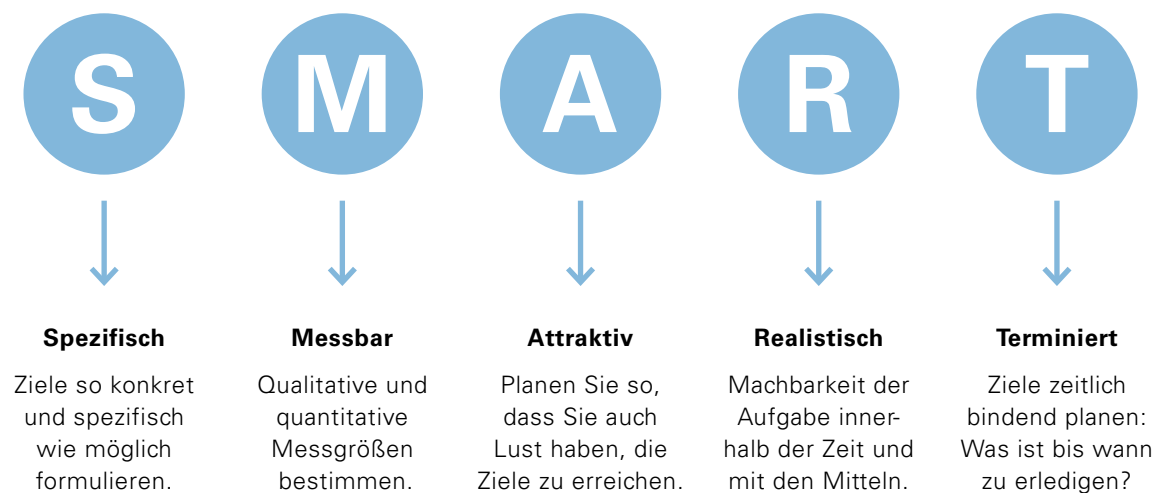 S
M
A
R
T
Spezifisch
Ziele so konkret
und spezifisch
wie möglich
formulieren.
Messbar
Qualitative und
quantitative
Messgrößen
bestimmen.
Attraktiv
Planen Sie so,
dass Sie auch
Lust haben, die
Ziele zu erreichen.
Realistisch
Machbarkeit der
Aufgabe inner-
halb der Zeit und
mit den Mitteln.
Terminiert
Ziele zeitlich
bindend planen:
Was ist bis wann
zu erledigen?